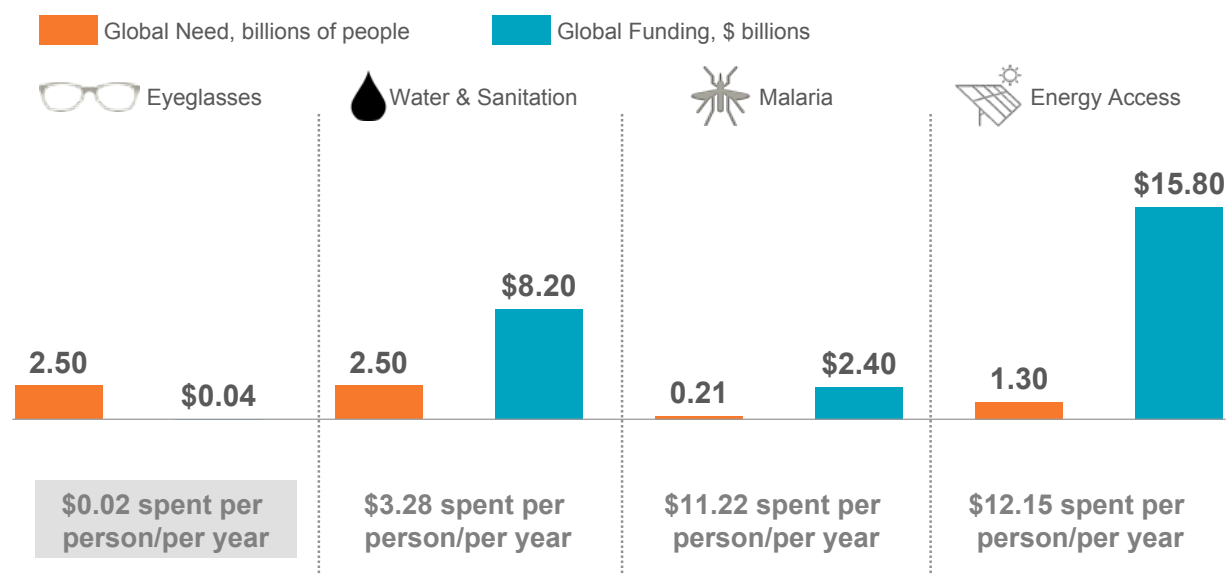 Global Need, billions of people
Global Funding, $ billions
Eyeglasses
Water & Sanitation
Malaria
Energy Access
2.50
$0.04
2.50
$8.20
0.21
$2.40
1.30
$15.80
$0.02 spent per
person/per year
$3.28 spent per
person/per year
$11.22 spent per
person/per year
$12.15 spent per
person/per year